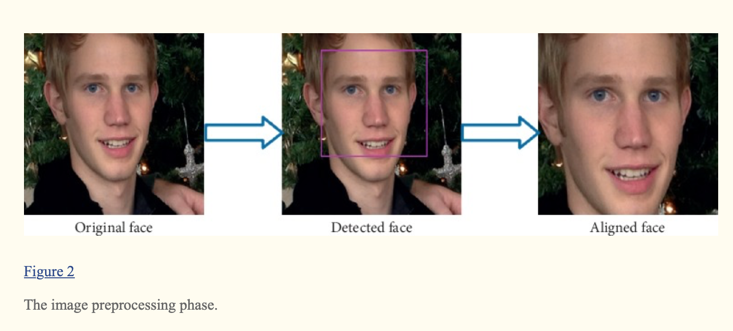 Original face
Detected face
Aligned face
Figure 2
The image preprocessing phase.